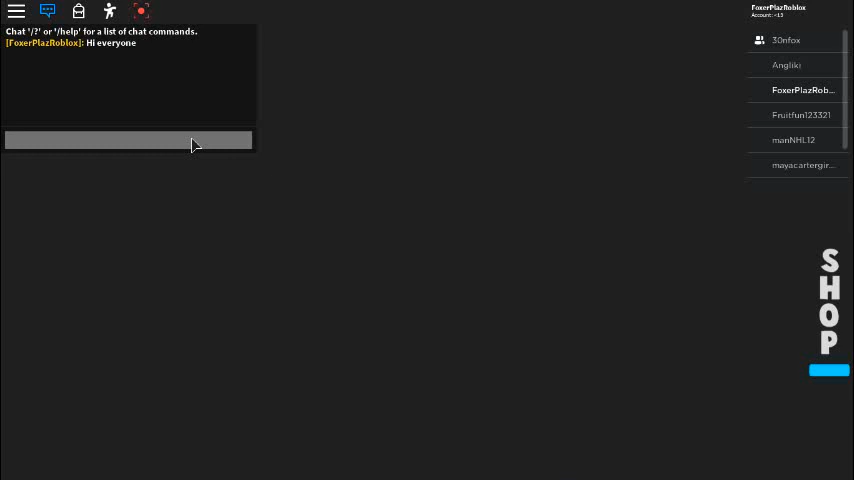 Chat '/?' or '/help' for a list of chat commands.
[FoxerPlazRoblox]: Hi everyone
FoxerPlazRoblox
Account: <13
30nfox
Angliki
FoxerPlazRob...
Fruitfun123321
manNHL12
mayacartergir...
SHOP